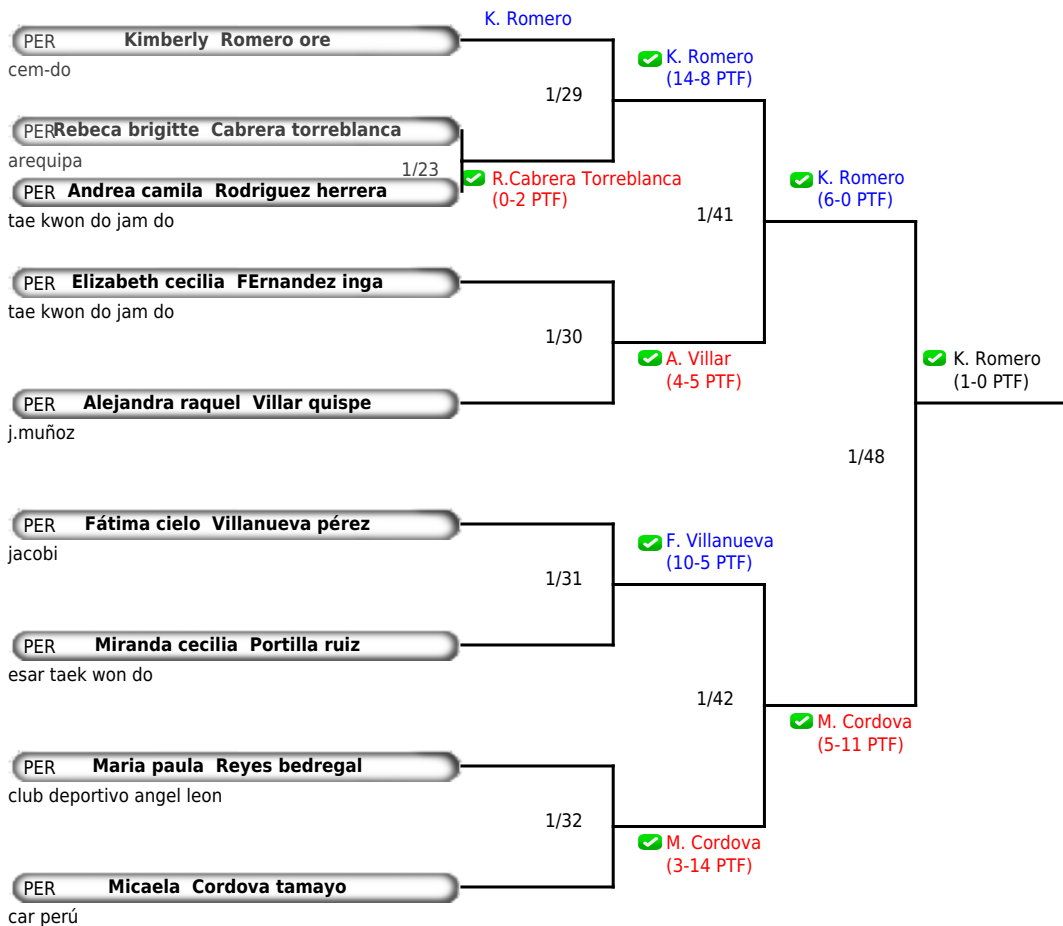 K. Romero
PER Kimberly Romero ore
cem-do
K. Romero
(14-8 PTF)
1/29
PER Rebeca brigitte Cabrera torreblanca
arequipa
1/23
R.Cabrera Torreblanca
(0-2 PTF)
PER Andrea camila Rodriguez herrera
tae kwon do jam do
K. Romero
(6-0 PTF)
1/41
PER Elizabeth cecilia FErnandez inga
tae kwon do jam do
1/30
A. Villar
(4-5 PTF)
K. Romero
(1-0 PTF)
PER Alejandra raquel Villar quispe
j.muñoz
1/48
PER Fátima cielo Villanueva pérez
jacobi
F. Villanueva
(10-5 PTF)
1/31
PER Miranda cecilia Portilla ruiz
esar taek won do
1/42
M. Cordova
(5-11 PTF)
PER Maria paula Reyes bedregal
club deportivo angel leon
1/32
M. Cordova
(3-14 PTF)
PER Micaela Cordova tamayo
car perú